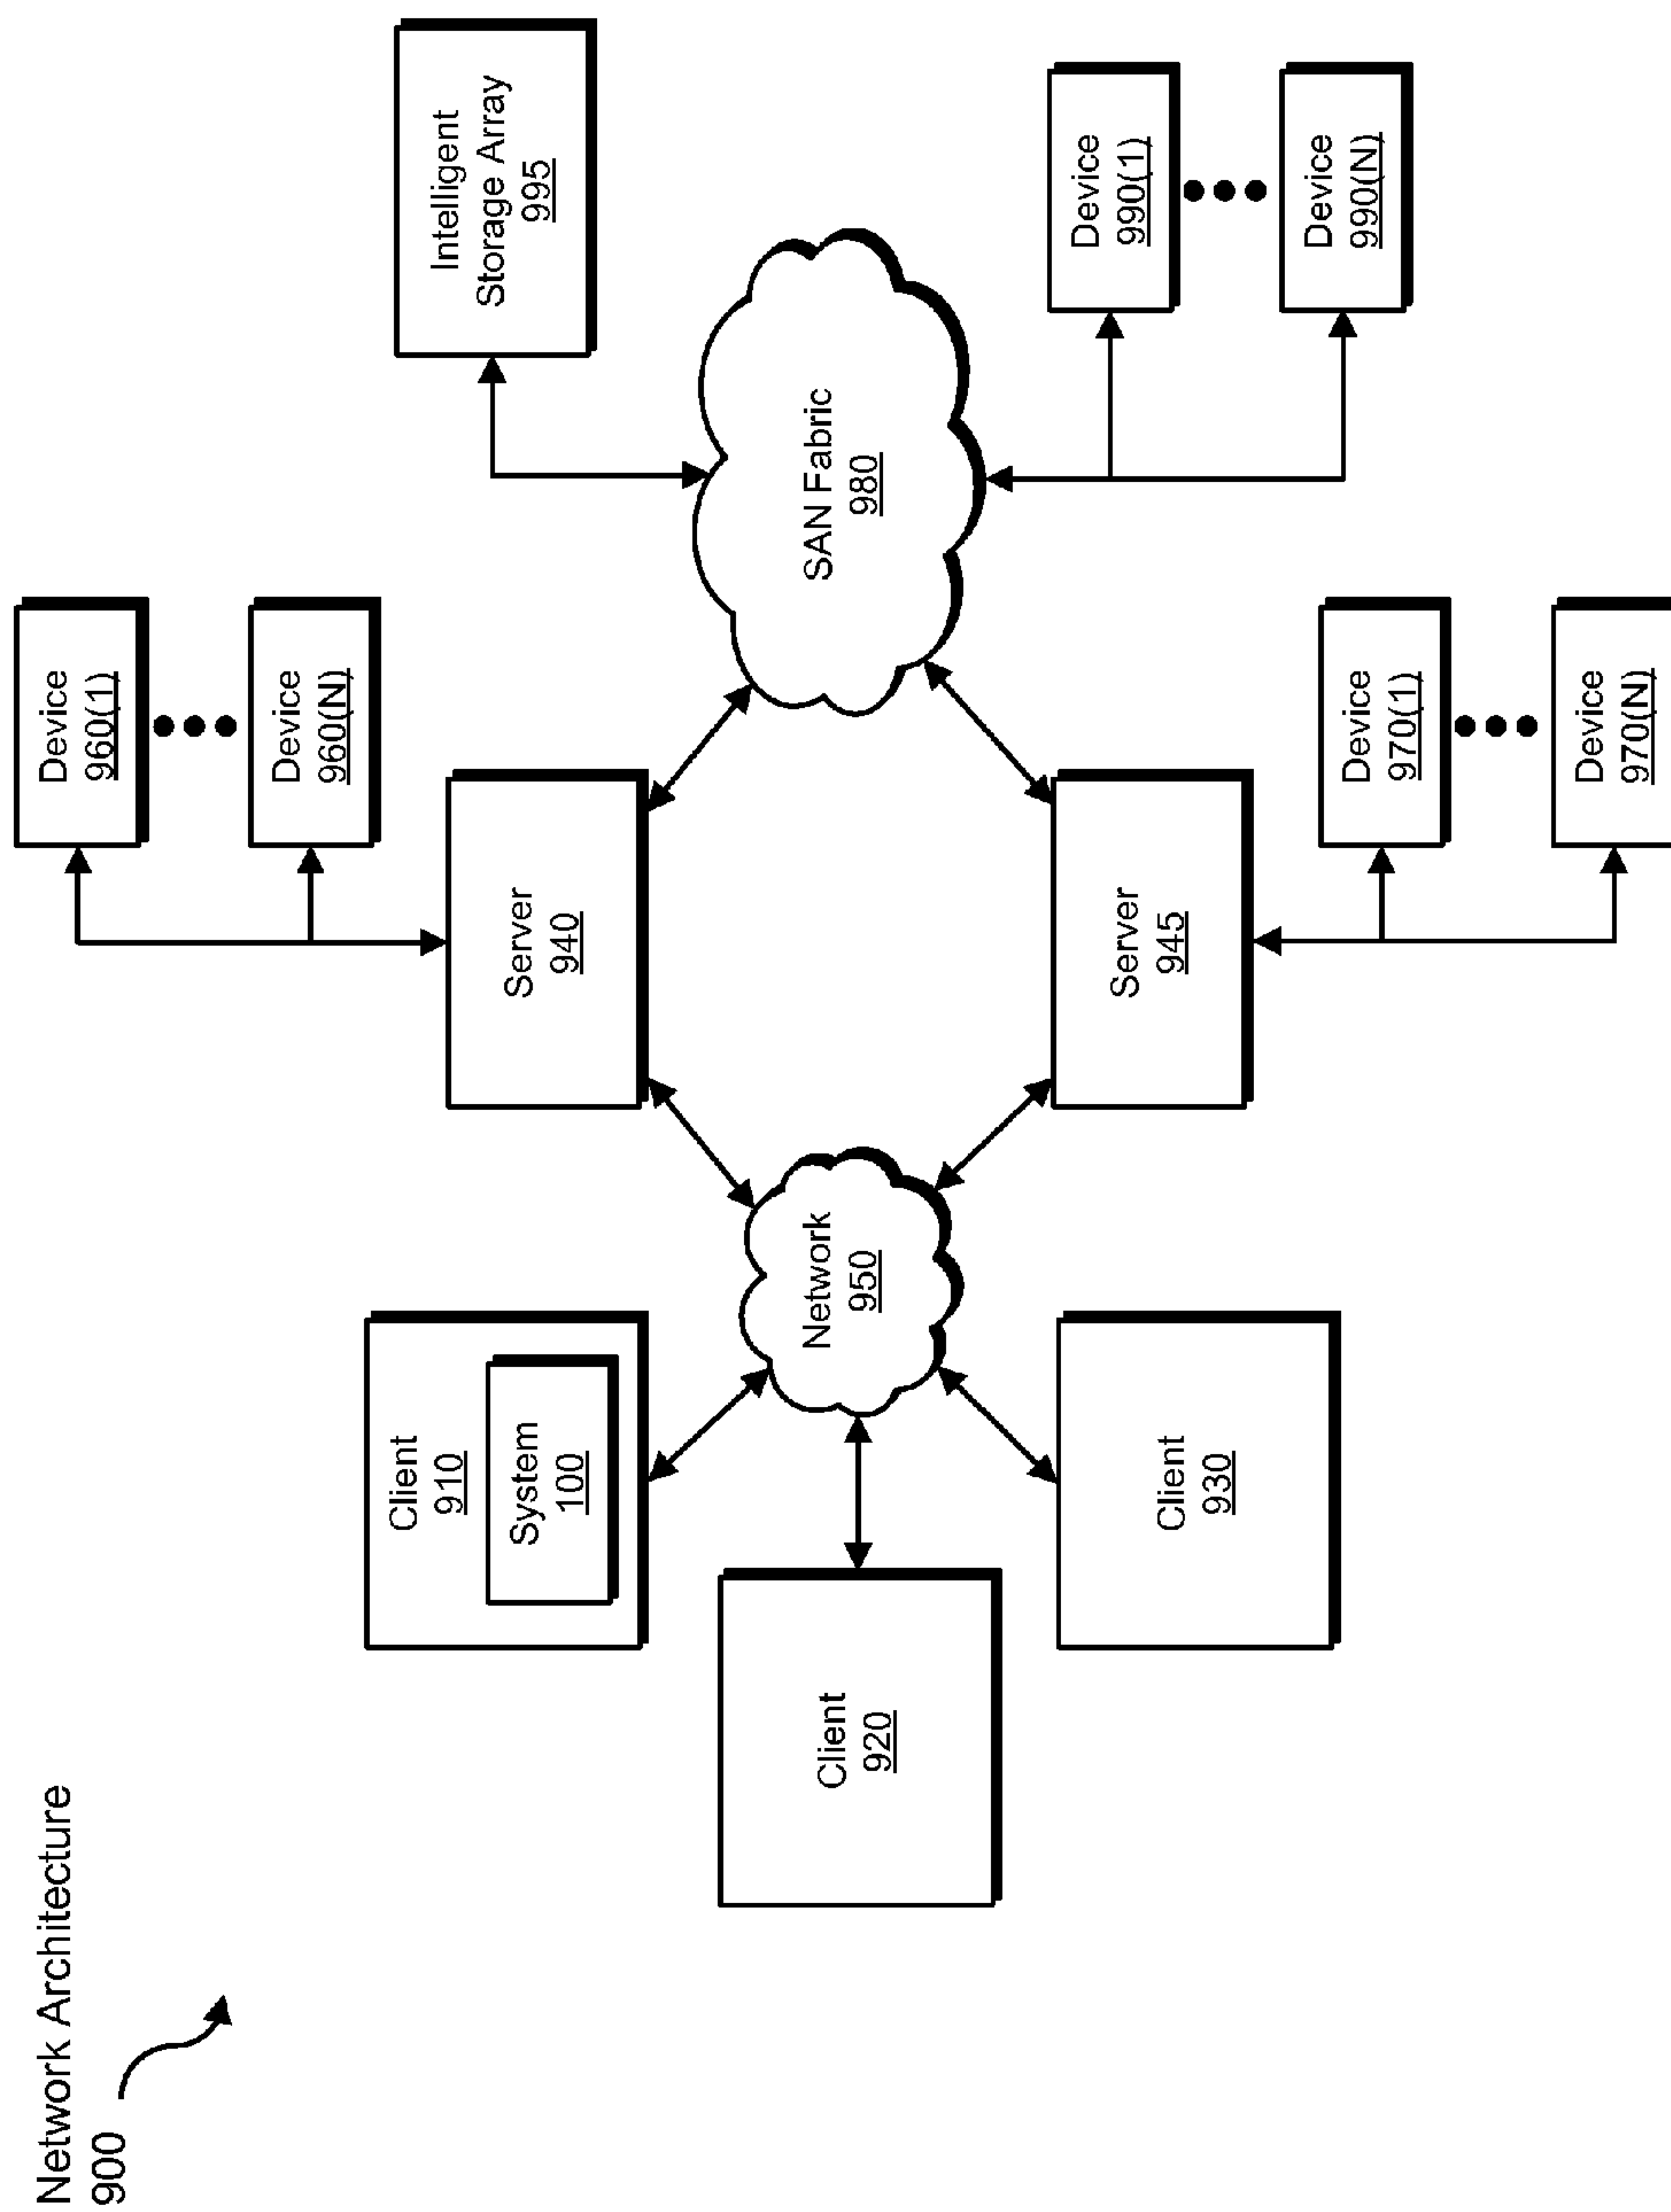 Network Architecture
900
Client
910
System
100
Client
920
Client
930
Network
950
Device
960(1)
Device
960(N)
Server
940
Server
945
Device
970(1)
Device
970(N)
Intelligent
Storage Array
995
SAN Fabric
980
Device
990(1)
Device
990(N)